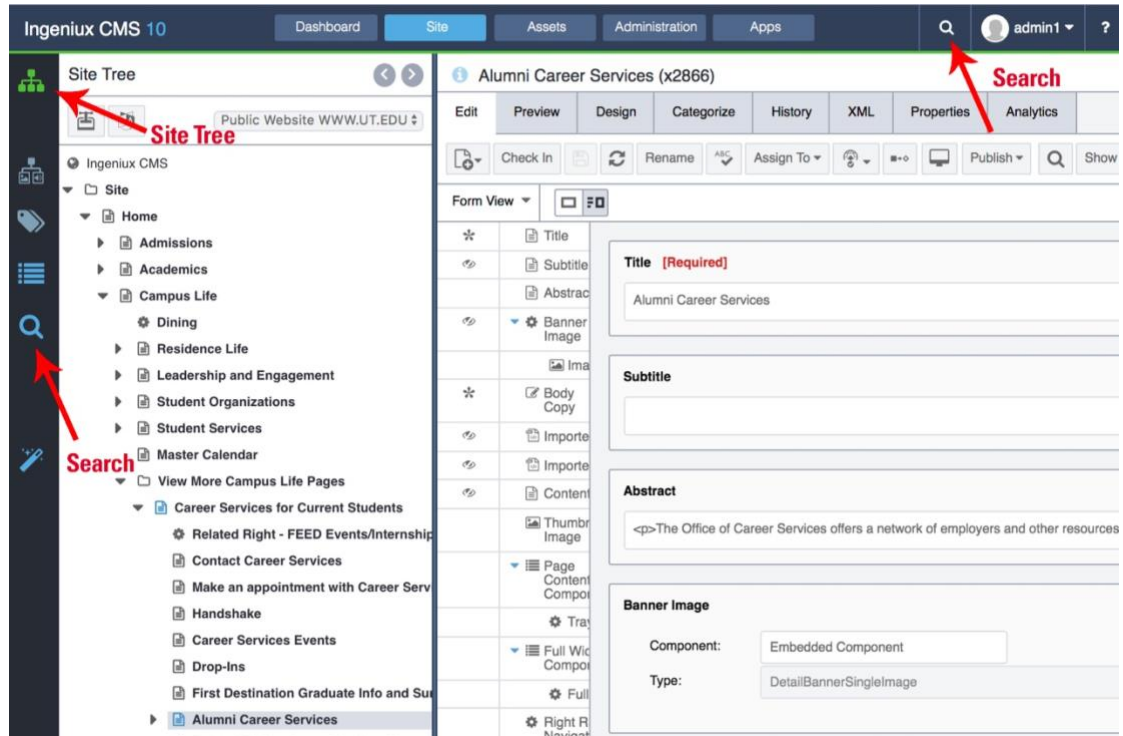 Ingeniux CMS 10
Dashboard
Site
Assets
Administration
Apps
admin1
?
Site Tree
Public Website WWW.UT.EDU
Site Tree
Ingeniux CMS
Site
Home
Admissions
Academics
Campus Life
Dining
Residence Life
Leadership and Engagement
Student Organizations
Student Services
Master Calendar
Search
View More Campus Life Pages
Career Services for Current Students
Related Right - FEED Events/Internship
Contact Career Services
Make an appointment with Career Serv
Handshake
Career Services Events
Drop-Ins
First Destination Graduate Info and Sur
Alumni Career Services
Alumni Career Services (x2866)
Search
Edit
Preview
Design
Categorize
History
XML
Properties
Analytics
Check In
Rename
ABC
Assign To
Publish
Show
Form View
Title
Subtitle
Abstrac
Banner
Image
Ima
Body
Copy
Importe
Importe
Content
Thumbr
Image
Page
Content
Compor
Tray
Full Wid
Compor
Full
Right R
Title [Required]
Alumni Career Services
Subtitle
Abstract
<p>The Office of Career Services offers a network of employers and other resources
Banner Image
Component:
Embedded Component
Type:
DetailBannerSingleImage